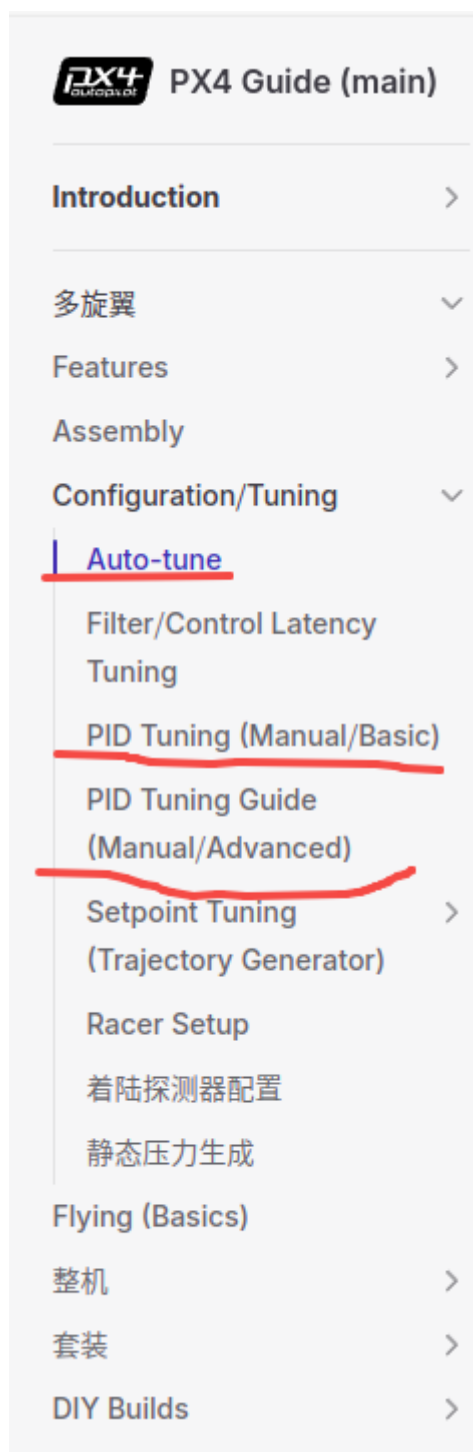 px4
autopilot
PX4 Guide (main)
Introduction
多旋翼
Features
Assembly
Configuration/Tuning
Auto-tune
Filter/Control Latency
Tuning
PID Tuning (Manual/Basic)
PID Tuning Guide
(Manual/Advanced)
Setpoint Tuning
(Trajectory Generator)
Racer Setup
着陆探测器配置
静态压力生成
Flying (Basics)
整机
套装
DIY Builds